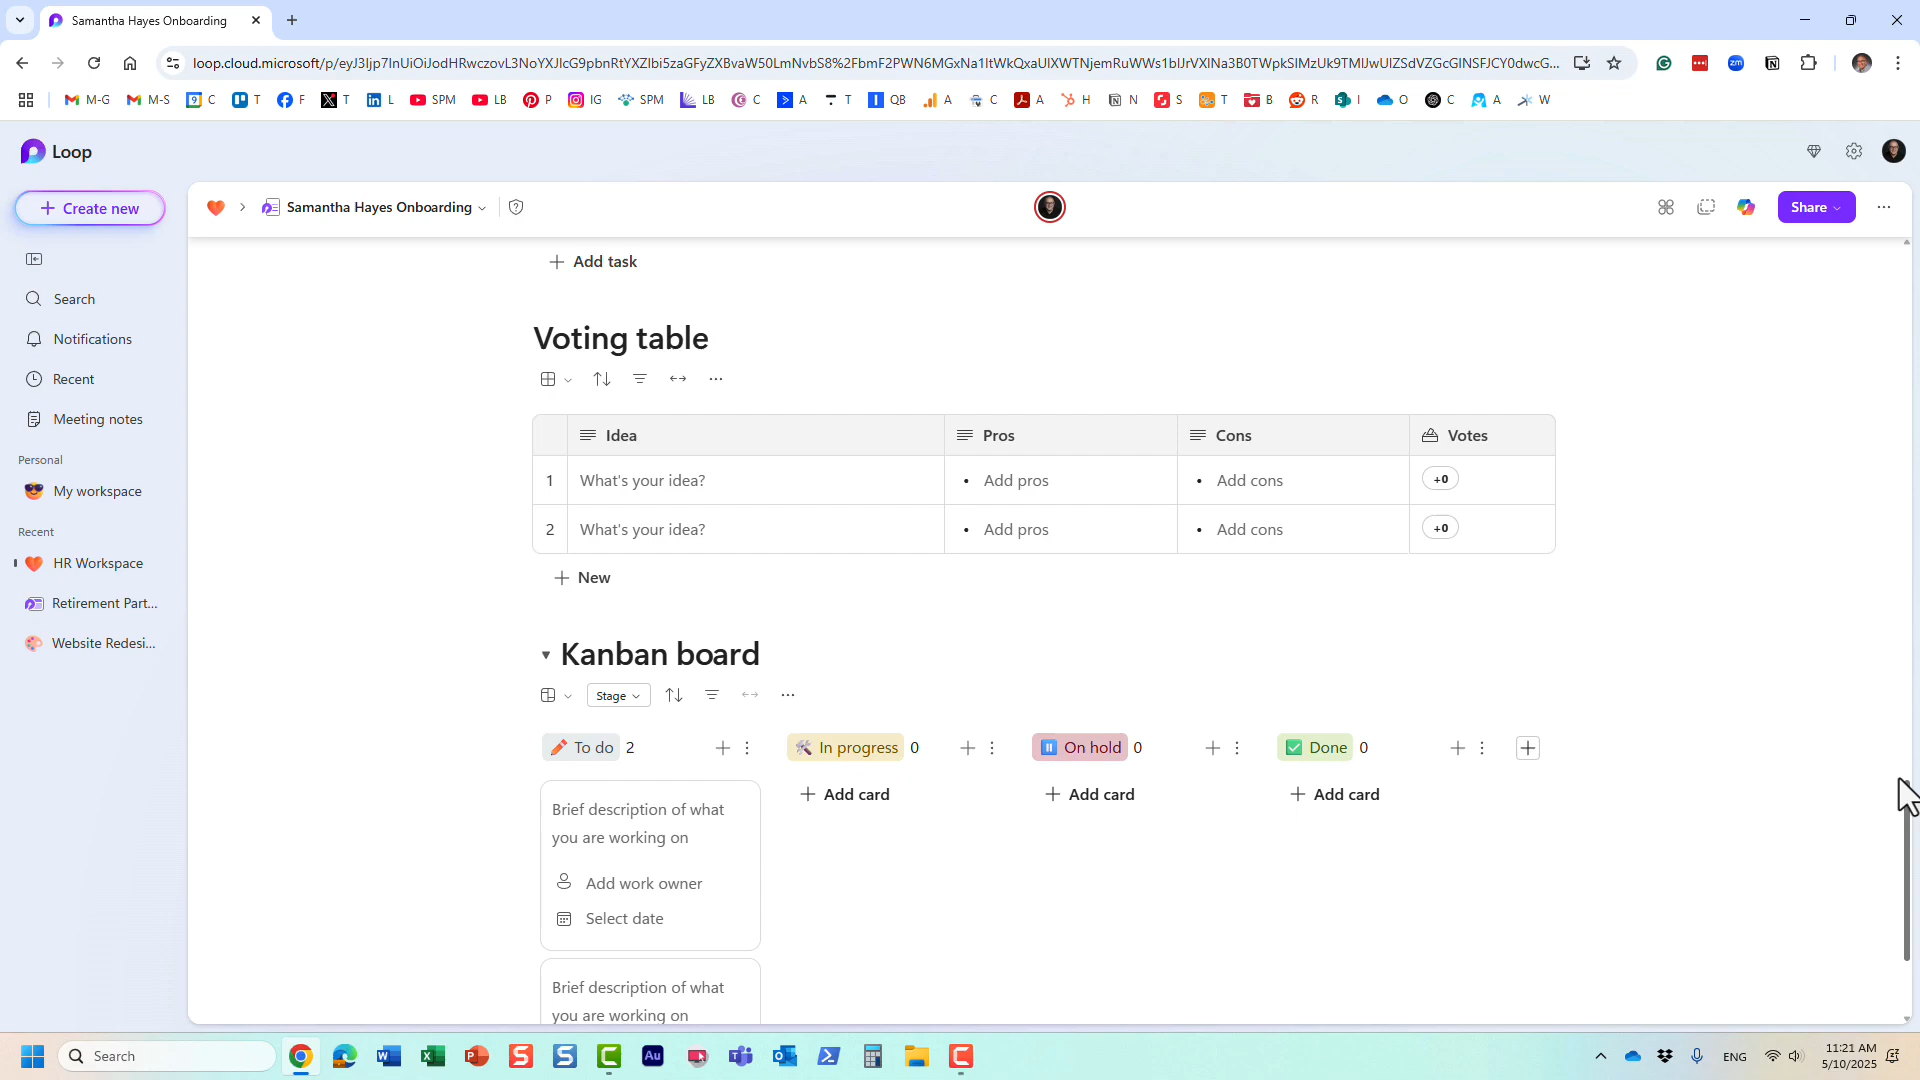 Samantha Hayes Onboarding
loop.cloud.microsoft/p/
M-G M-S C T F T L SPM LB P IG SPM LB C A T QB A C A H N S T B R I O C A W
Loop
Create new
Samantha Hayes Onboarding
Share
Add task
Search
Notifications
Recent
Meeting notes
Personal
My workspace
Recent
HR Workspace
Retirement Part...
Website Redesi...
Voting table
Idea Pros Cons Votes
1 What's your idea? • Add pros • Add cons +0
2 What's your idea? • Add pros • Add cons +0
New
Kanban board
Stage
To do 2 In progress 0 On hold 0 Done 0
Add card Add card Add card
Brief description of what
you are working on
Add work owner
Select date
Brief description of what
you are working on
Search
ENG
11:21 AM
5/10/2025